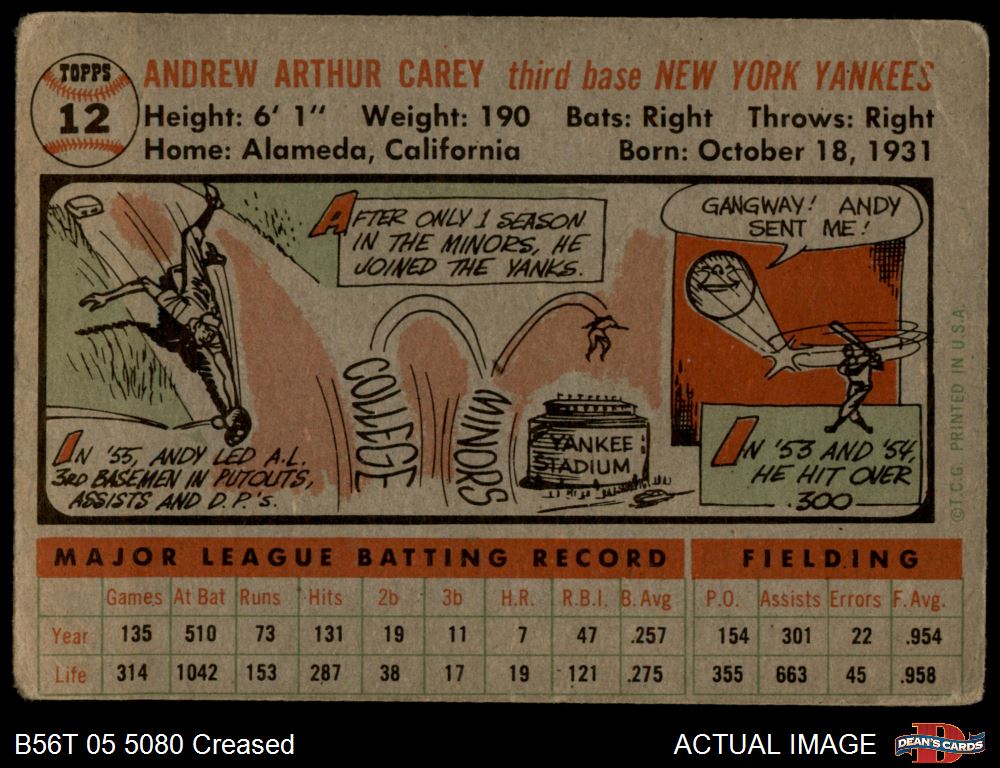 TOPPS
12
ANDREW ARTHUR CAREY third base NEW YORK YANKEES
Height: 6' 1" Weight: 190 Bats: Right Throws: Right
Home: Alameda, California Born: October 18, 1931
AFTER ONLY 1 SEASON
IN THE MINORS, HE
JOINED THE YANKS.
GANGWAY! ANDY
SENT ME!
COLLEGE
MINORS
YANKEE
STADIUM
IN '55, ANDY LED A.L.
3RD BASEMEN IN PUTOUTS,
ASSISTS AND D.P.'s.
IN '53 AND '54,
HE HIT OVER
.300
©T.C.G. PRINTED IN U.S.A.
MAJOR LEAGUE BATTING RECORD FIELDING
Games At Bat Runs Hits 2b 3b H.R. R.B.I. B.Avg P.O. Assists Errors F.Avg.
Year 135 510 73 131 19 11 7 47 .257 154 301 22 .954
Life 314 1042 153 287 38 17 19 121 .275 355 663 45 .958
B56T 05 5080 Creased ACTUAL IMAGE
DEAN'S CARDS